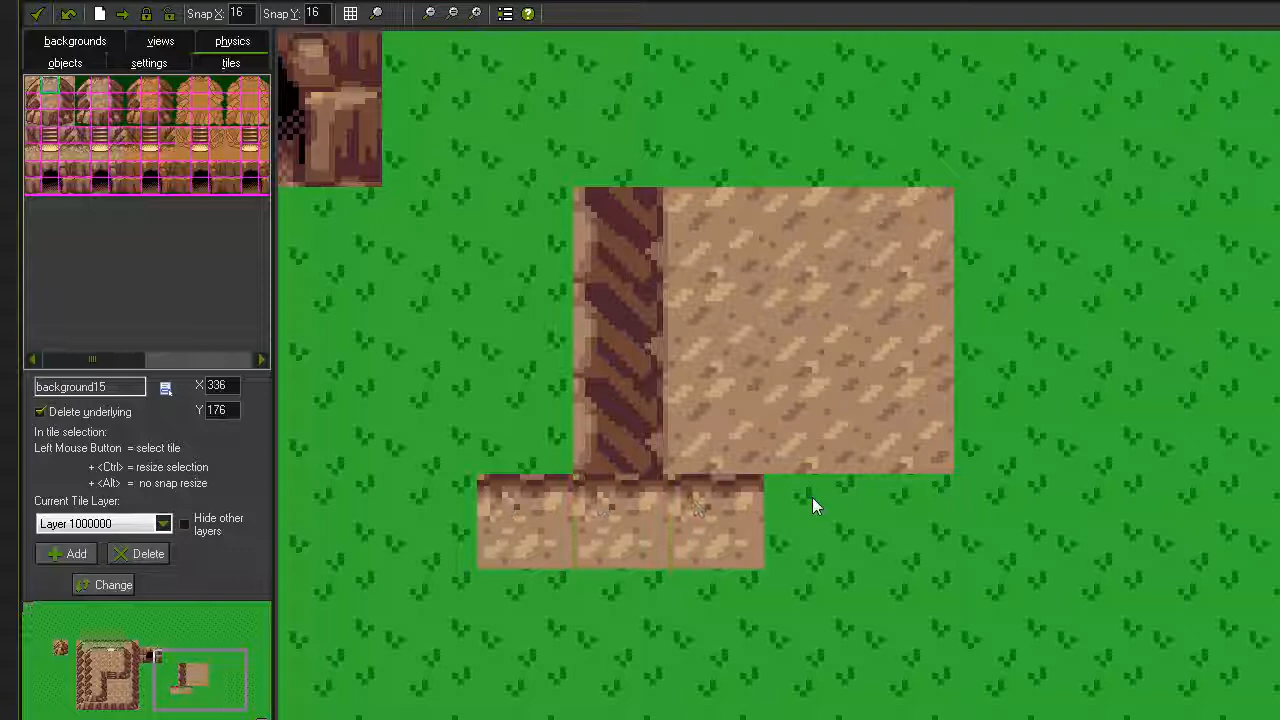 Snap X: 16 Snap Y: 16
backgrounds views physics
objects settings tiles
background15 X 336
Delete underlying Y 176
In tile selection:
Left Mouse Button = select tile
+ <Ctrl> = resize selection
+ <Alt> = no snap resize
Current Tile Layer:
Layer 1000000 Hide other layers
Add Delete
Change